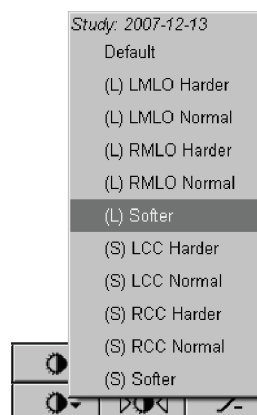 Study: 2007-12-13
Default
(L) LMLO Harder
(L) LMLO Normal
(L) RMLO Harder
(L) RMLO Normal
(L) Softer
(S) LCC Harder
(S) LCC Normal
(S) RCC Harder
(S) RCC Normal
(S) Softer